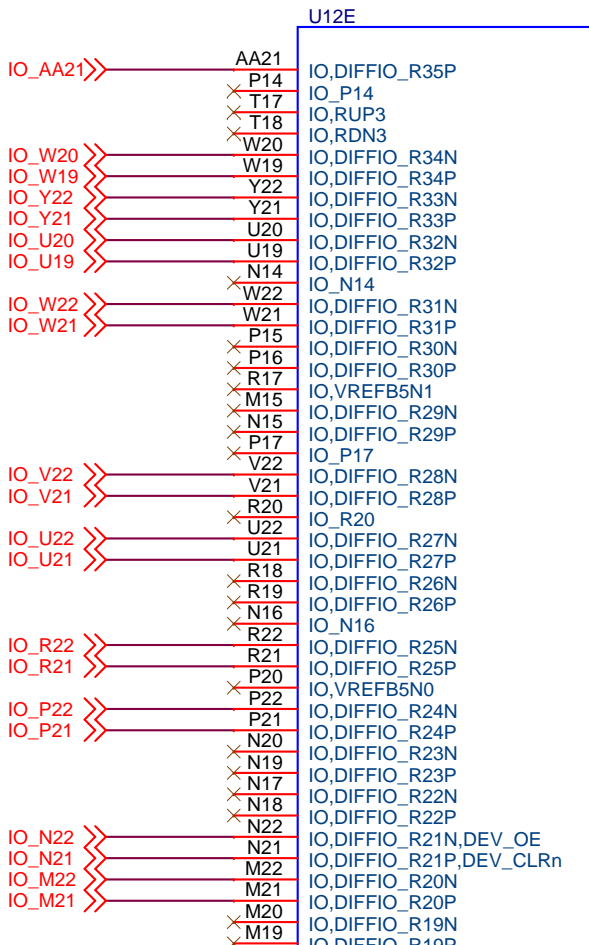 U12E
IO_AA21 AA21 IO,DIFFIO_R35P
P14 IO_P14
T17 IO,RUP3
T18 IO,RDN3
IO_W20 W20 IO,DIFFIO_R34N
IO_W19 W19 IO,DIFFIO_R34P
IO_Y22 Y22 IO,DIFFIO_R33N
IO_Y21 Y21 IO,DIFFIO_R33P
IO_U20 U20 IO,DIFFIO_R32N
IO_U19 U19 IO,DIFFIO_R32P
N14 IO_N14
IO_W22 W22 IO,DIFFIO_R31N
IO_W21 W21 IO,DIFFIO_R31P
P15 IO,DIFFIO_R30N
P16 IO,DIFFIO_R30P
R17 IO,VREFB5N1
M15 IO,DIFFIO_R29N
N15 IO,DIFFIO_R29P
P17 IO_P17
IO_V22 V22 IO,DIFFIO_R28N
IO_V21 V21 IO,DIFFIO_R28P
R20 IO_R20
IO_U22 U22 IO,DIFFIO_R27N
IO_U21 U21 IO,DIFFIO_R27P
R18 IO,DIFFIO_R26N
R19 IO,DIFFIO_R26P
N16 IO_N16
IO_R22 R22 IO,DIFFIO_R25N
IO_R21 R21 IO,DIFFIO_R25P
P20 IO,VREFB5N0
IO_P22 P22 IO,DIFFIO_R24N
IO_P21 P21 IO,DIFFIO_R24P
N20 IO,DIFFIO_R23N
N19 IO,DIFFIO_R23P
N17 IO,DIFFIO_R22N
N18 IO,DIFFIO_R22P
IO_N22 N22 IO,DIFFIO_R21N,DEV_OE
IO_N21 N21 IO,DIFFIO_R21P,DEV_CLRn
IO_M22 M22 IO,DIFFIO_R20N
IO_M21 M21 IO,DIFFIO_R20P
M20 IO,DIFFIO_R19N
M19 IO,DIFFIO_R19P